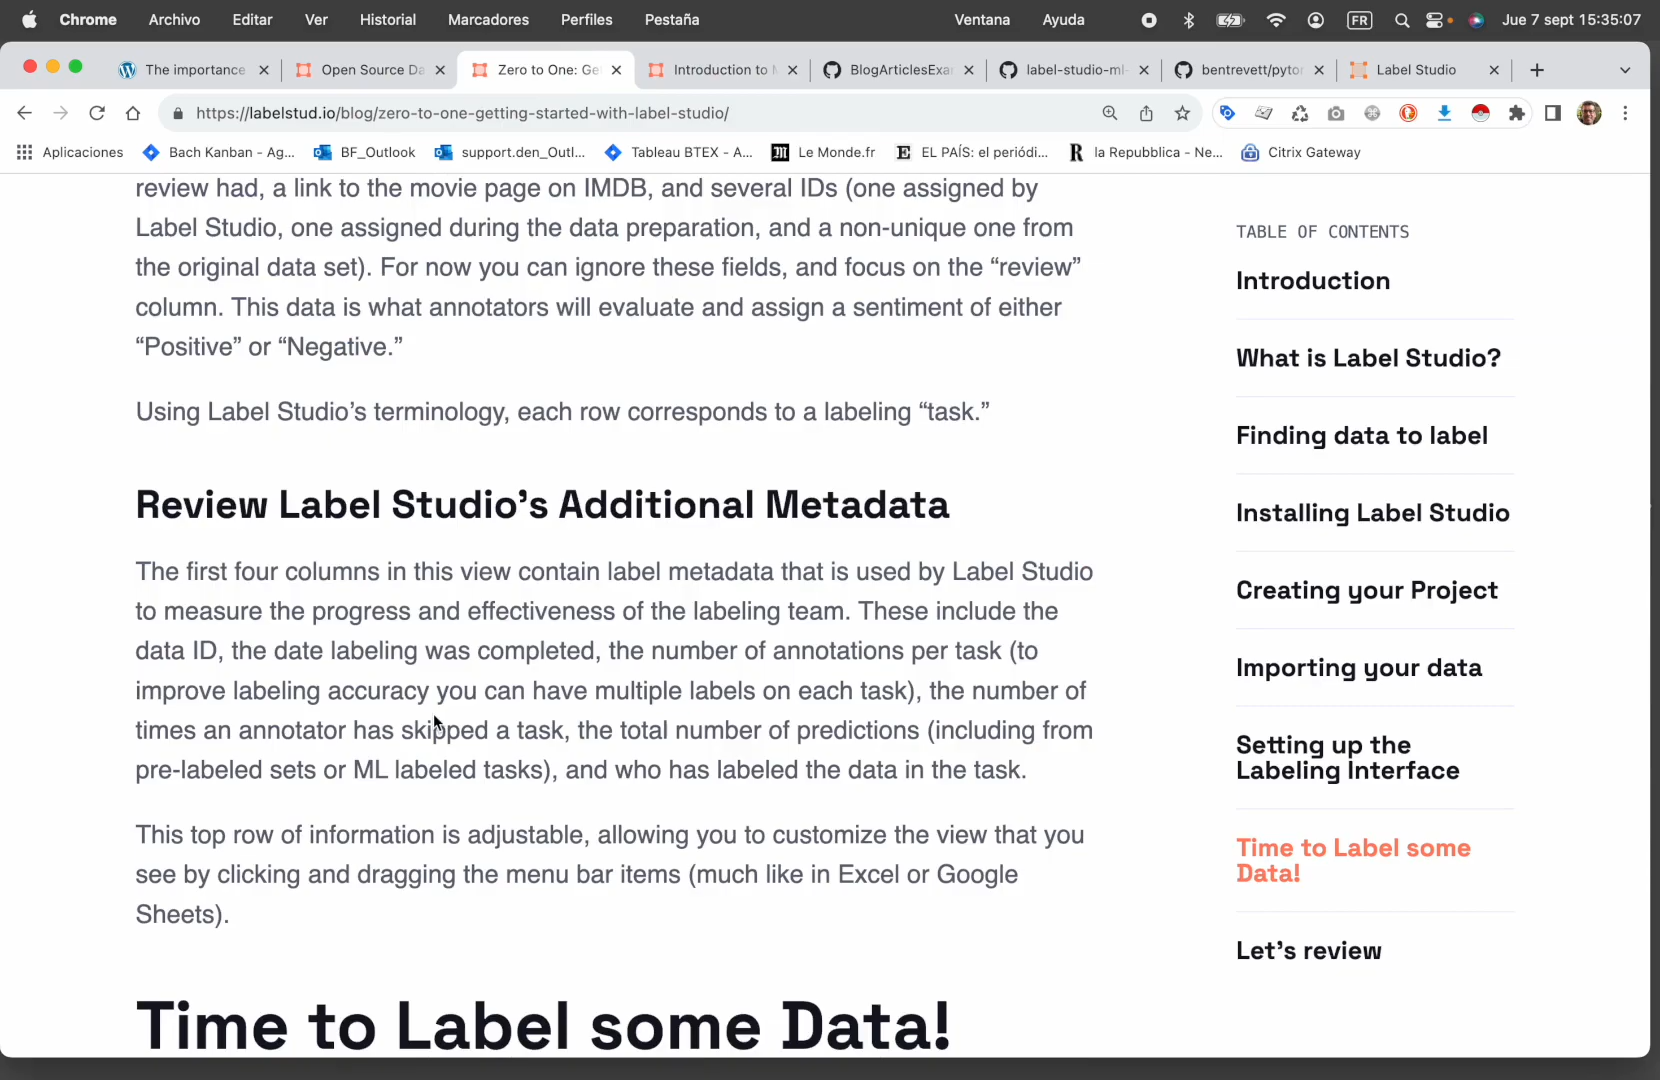 Chrome Archivo Editar Ver Historial Marcadores Perfiles Pestaña Ventana Ayuda FR Jue 7 sept 15:35:07
The importance Open Source Da Zero to One: Ge Introduction to BlogArticlesExa label-studio-ml- bentrevett/pytor Label Studio
https://labelstud.io/blog/zero-to-one-getting-started-with-label-studio/
Aplicaciones Bach Kanban - Ag... BF_Outlook support.den_Outl... Tableau BTEX - A... Le Monde.fr EL PAÍS: el periódi... la Repubblica - Ne... Citrix Gateway
review had, a link to the movie page on IMDB, and several IDs (one assigned by
Label Studio, one assigned during the data preparation, and a non-unique one from
the original data set). For now you can ignore these fields, and focus on the “review”
column. This data is what annotators will evaluate and assign a sentiment of either
“Positive” or “Negative.”
Using Label Studio’s terminology, each row corresponds to a labeling “task.”
Review Label Studio’s Additional Metadata
The first four columns in this view contain label metadata that is used by Label Studio
to measure the progress and effectiveness of the labeling team. These include the
data ID, the date labeling was completed, the number of annotations per task (to
improve labeling accuracy you can have multiple labels on each task), the number of
times an annotator has skipped a task, the total number of predictions (including from
pre-labeled sets or ML labeled tasks), and who has labeled the data in the task.
This top row of information is adjustable, allowing you to customize the view that you
see by clicking and dragging the menu bar items (much like in Excel or Google
Sheets).
Time to Label some Data!
TABLE OF CONTENTS
Introduction
What is Label Studio?
Finding data to label
Installing Label Studio
Creating your Project
Importing your data
Setting up the
Labeling Interface
Time to Label some
Data!
Let’s review